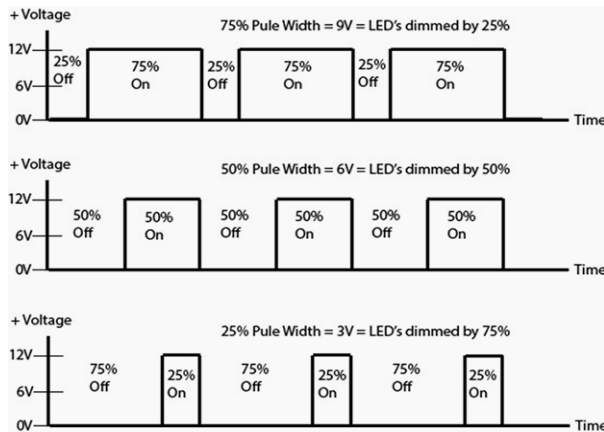 + Voltage
75% Pule Width = 9V = LED's dimmed by 25%
12V
6V
0V
25%
Off
75%
On
25%
Off
75%
On
25%
Off
75%
On
Time
50% Pule Width = 6V = LED's dimmed by 50%
+ Voltage
12V
6V
0V
50%
Off
50%
On
50%
Off
50%
On
50%
Off
50%
On
Time
+ Voltage
25% Pule Width = 3V = LED's dimmed by 75%
12V
6V
0V
75%
Off
25%
On
75%
Off
25%
On
75%
Off
25%
On
Time